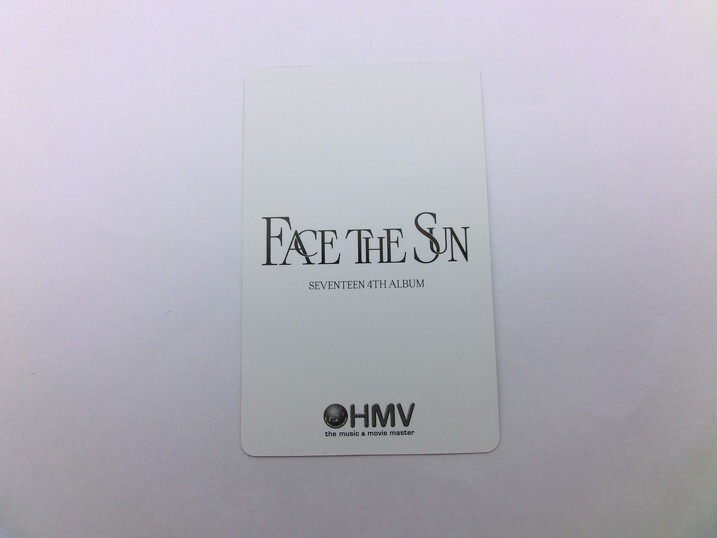 FACE THE SUN
SEVENTEEN 4TH ALBUM
HMV
the music & movie master